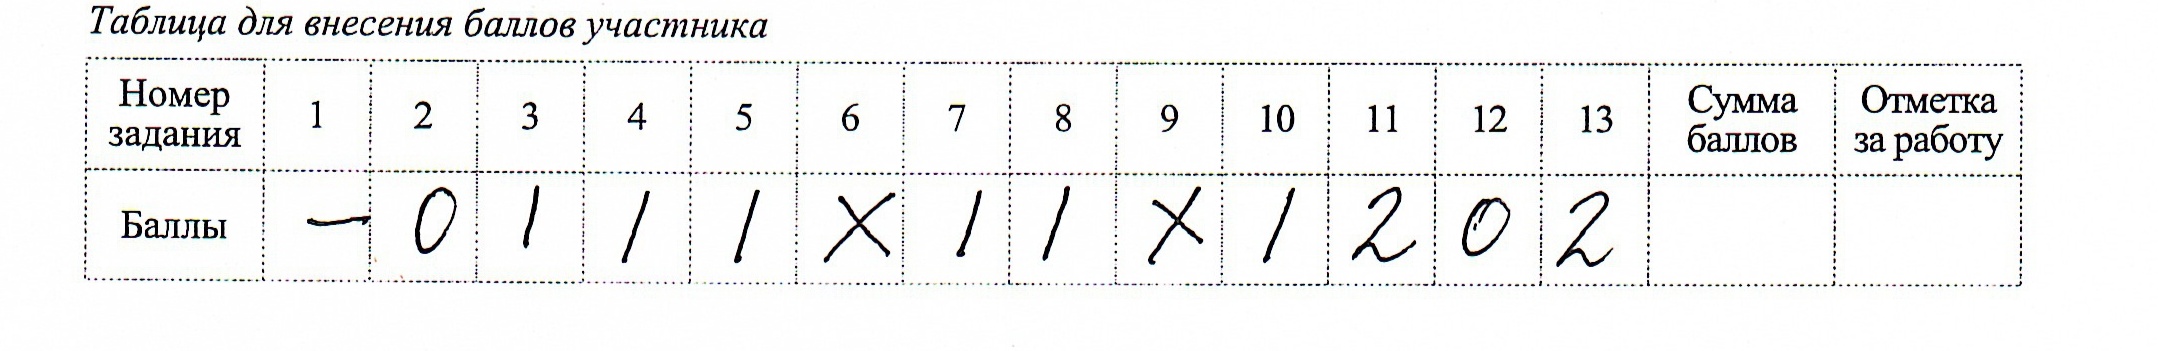 Таблица для внесения баллов участника
Номер задания 1 2 3 4 5 6 7 8 9 10 11 12 13 Сумма баллов Отметка за работу
Баллы – 0 1 1 1 X 1 1 X 1 2 0 2